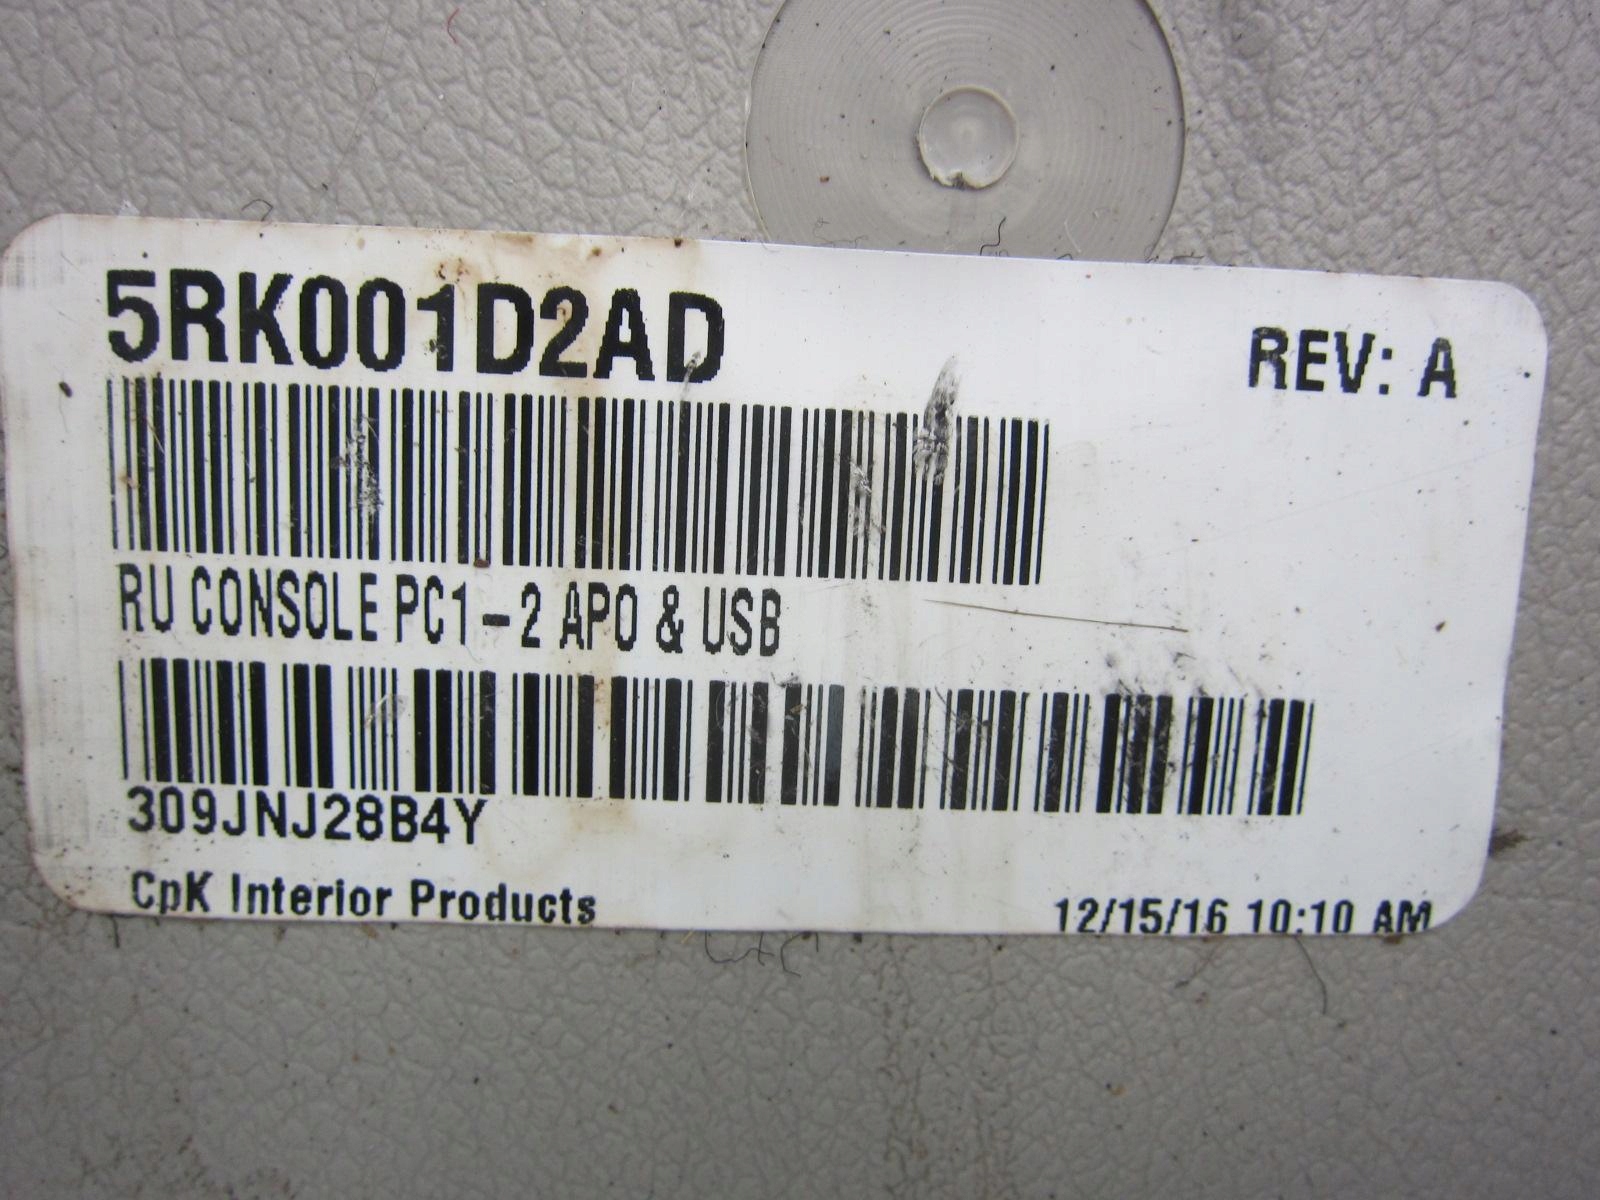 5RK001D2AD
REV: A
RU CONSOLE PC1-2 APO & USB
309JNJ28B4Y
CpK Interior Products
12/15/16 10:10 AM